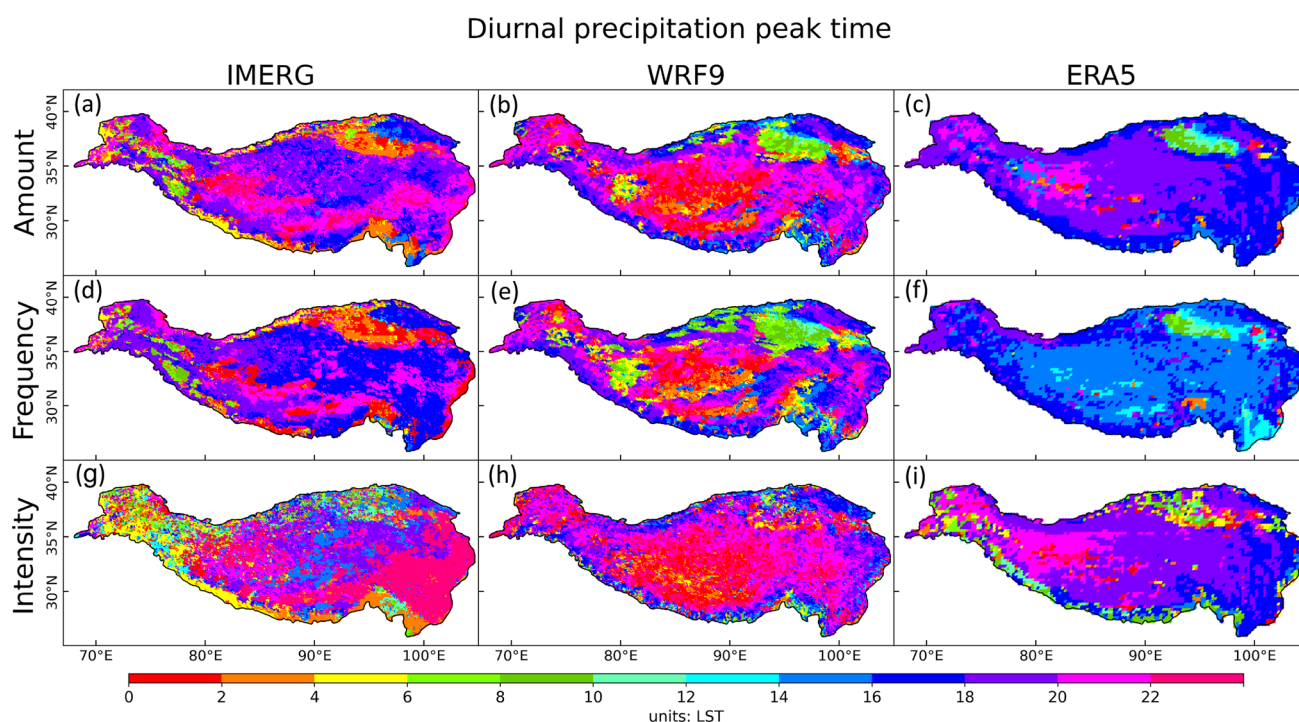 Diurnal precipitation peak time
IMERG WRF9 ERA5
(a) (b) (c)
Amount
40°N
35°N
30°N
(d) (e) (f)
Frequency
40°N
35°N
30°N
(g) (h) (i)
Intensity
40°N
35°N
30°N
70°E 80°E 90°E 100°E 70°E 80°E 90°E 100°E 70°E 80°E 90°E 100°E
0 2 4 6 8 10 12 14 16 18 20 22
units: LST